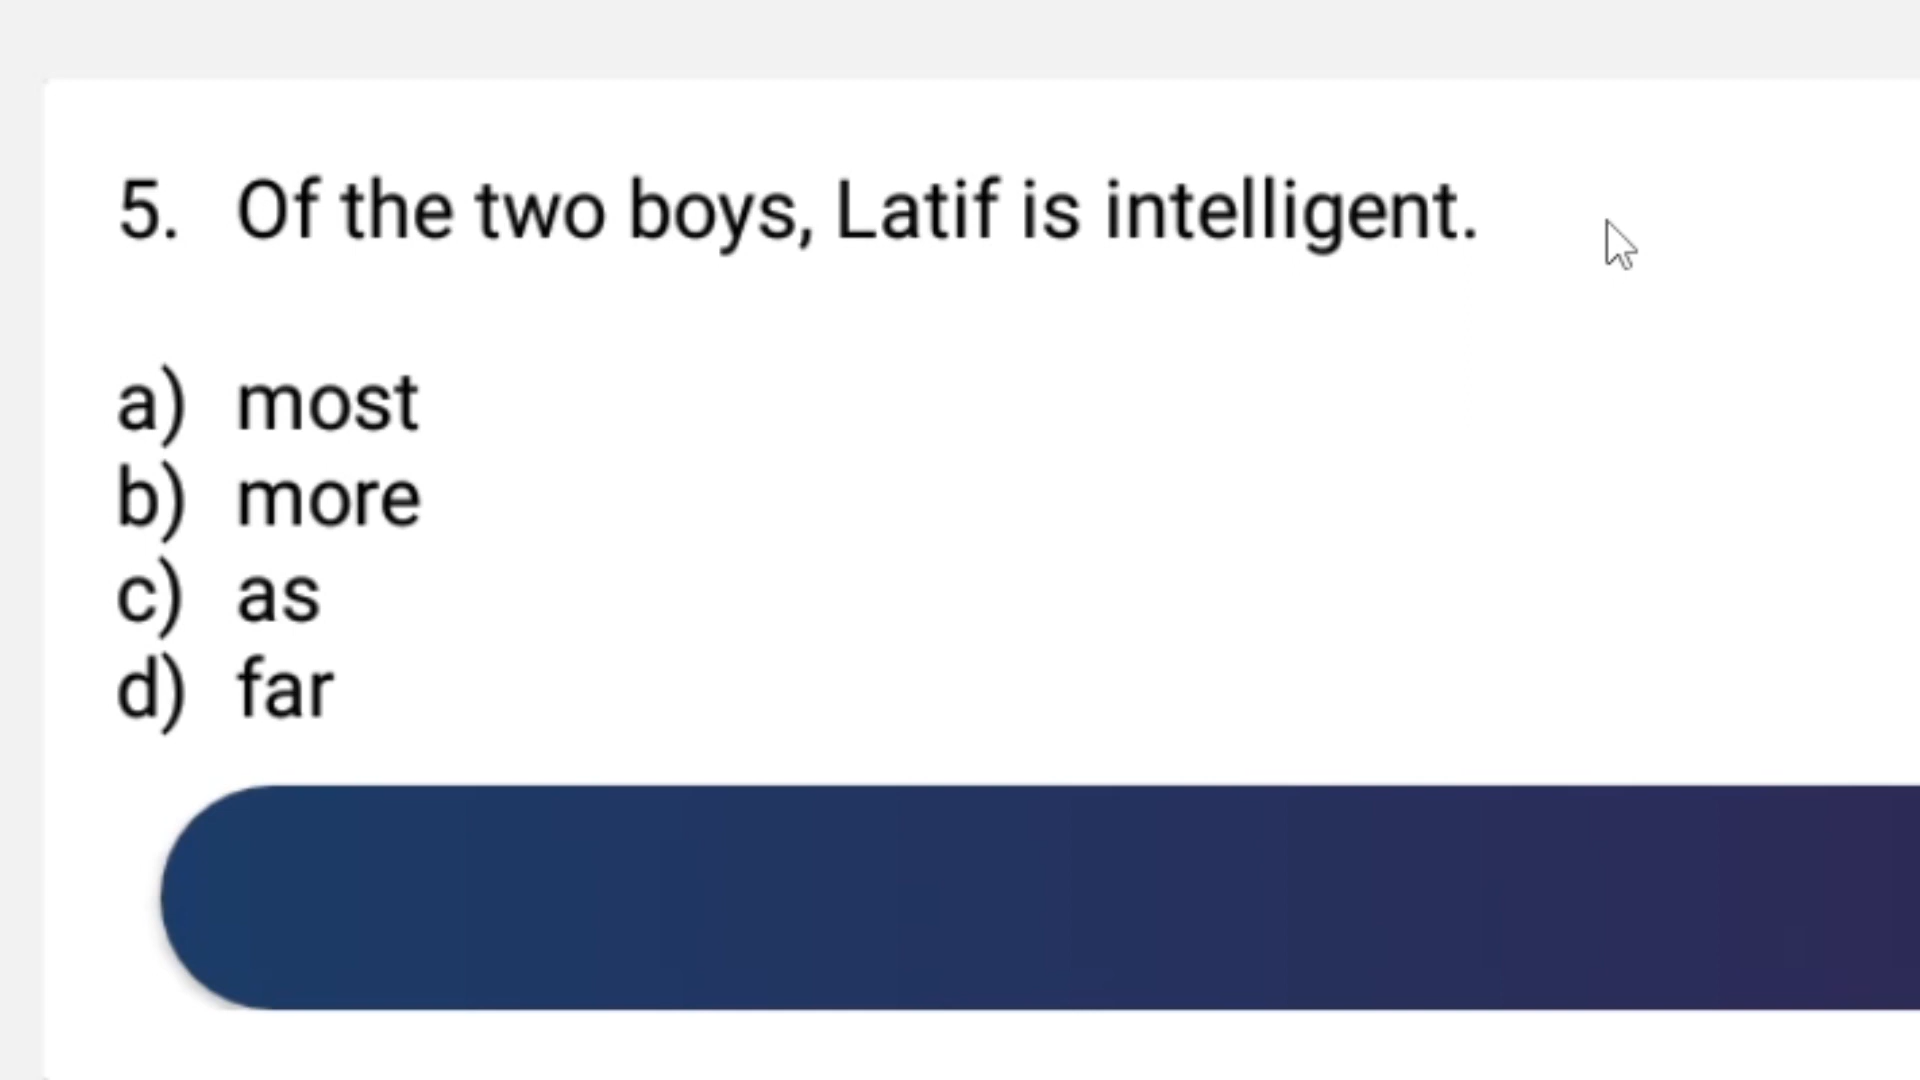 5. Of the two boys, Latif is intelligent.
a) most
b) more
c) as
d) far